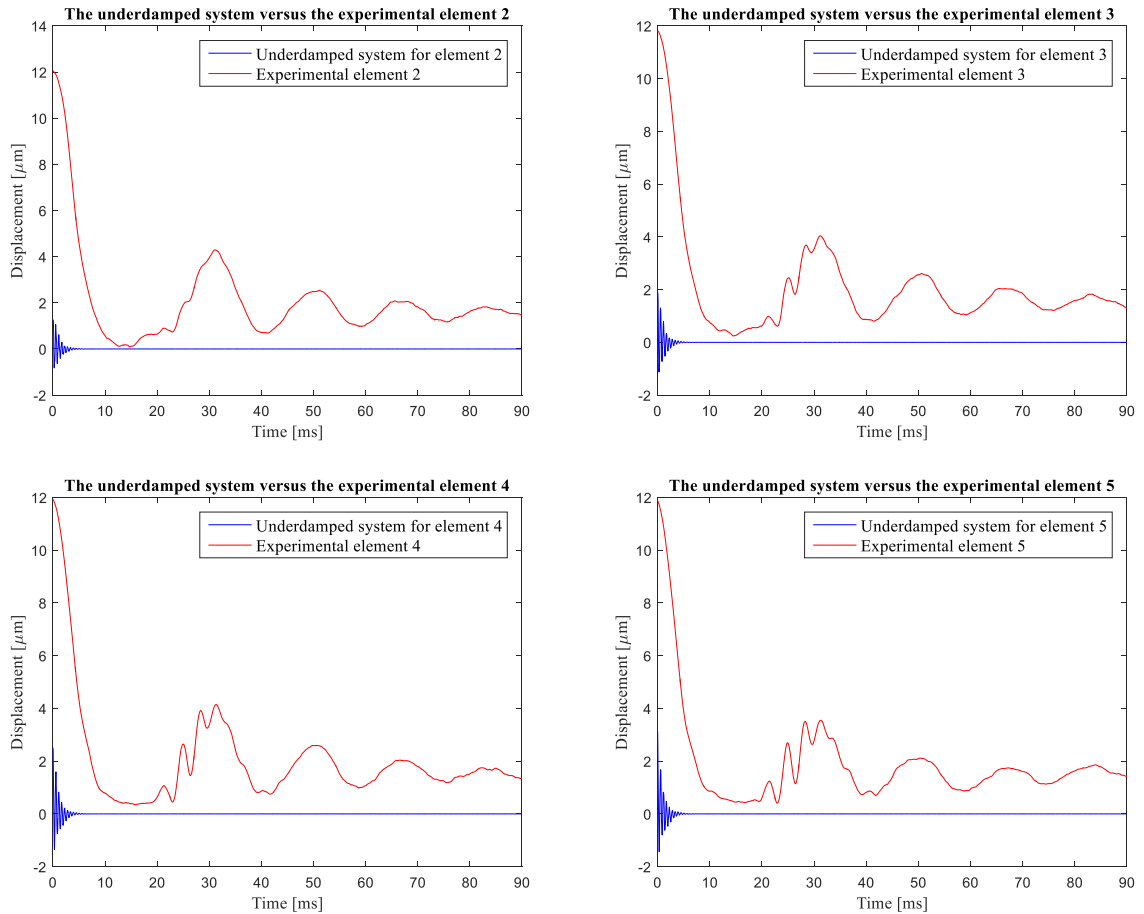 The underdamped system versus the experimental element 2
14
12
10
8
6
4
2
0
-2
Displacement [μm]
Underdamped system for element 2
Experimental element 2
0 10 20 30 40 50 60 70 80 90
Time [ms]
The underdamped system versus the experimental element 3
12
10
8
6
4
2
0
-2
Displacement [μm]
Underdamped system for element 3
Experimental element 3
0 10 20 30 40 50 60 70 80 90
Time [ms]
The underdamped system versus the experimental element 4
12
10
8
6
4
2
0
-2
Displacement [μm]
Underdamped system for element 4
Experimental element 4
0 10 20 30 40 50 60 70 80 90
Time [ms]
The underdamped system versus the experimental element 5
12
10
8
6
4
2
0
-2
Displacement [μm]
Underdamped system for element 5
Experimental element 5
0 10 20 30 40 50 60 70 80 90
Time [ms]